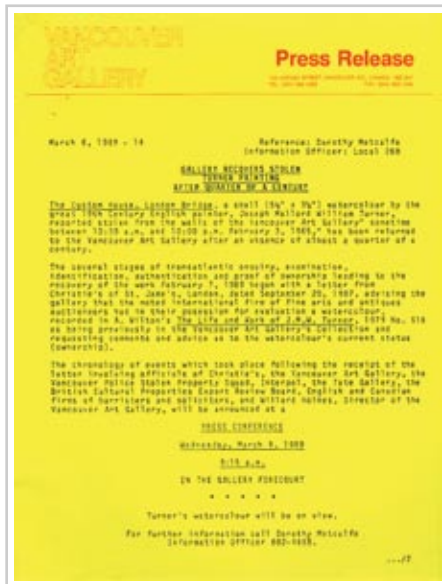 VANCOUVER
ART
GALLERY
Press Release
March 8, 1989 - 14
Reference: Dorothy Metcalfe
Information Officer: Local 268
GALLERY RECOVERS STOLEN
TURNER PAINTING
AFTER QUARTER OF A CENTURY
The Custom House, London Bridge, a small watercolour by the
great 19th Century English painter, Joseph Mallord William Turner,
reported stolen from the walls of the Vancouver Art Gallery" sometime
between 10:35 a.m. and 12:00 p.m. February 3, has been returned
to the Vancouver Art Gallery after an absence of almost a quarter of a
century.
The several stages of transatlantic enquiry, examination,
identification, authentication and proof of ownership leading to the
recovery of the work February 7, 1989 began with a letter from
Christie's of St. James's, London, dated September 20, 1987, advising the
gallery that the noted international firm of fine arts and antiques
auctioneers had in their possession for evaluation a watercolour,
recorded in A. Wilton's The Life and Work of J.M.W. Turner, 1979 No. 516
as being previously in the Vancouver Art Gallery's Collection and
requesting comments and advice as to the watercolour's current status
(ownership).
The chronology of events which took place following the receipt of the
letter involving officials of Christie's, the Vancouver Art Gallery, the
Vancouver Police Stolen Property Squad, Interpol, the Tate Gallery, the
British Cultural Properties Export Review Board, English and Canadian
firms of barristers and solicitors, and Willard Holmes, Director of the
Vancouver Art Gallery, will be announced at a
PRESS CONFERENCE
Wednesday, March 8, 1989
a.m.
IN THE GALLERY FORECOURT
* * * * *
Turner's watercolour will be on view.
For further information call Dorothy Metcalfe
Information Officer
.../2